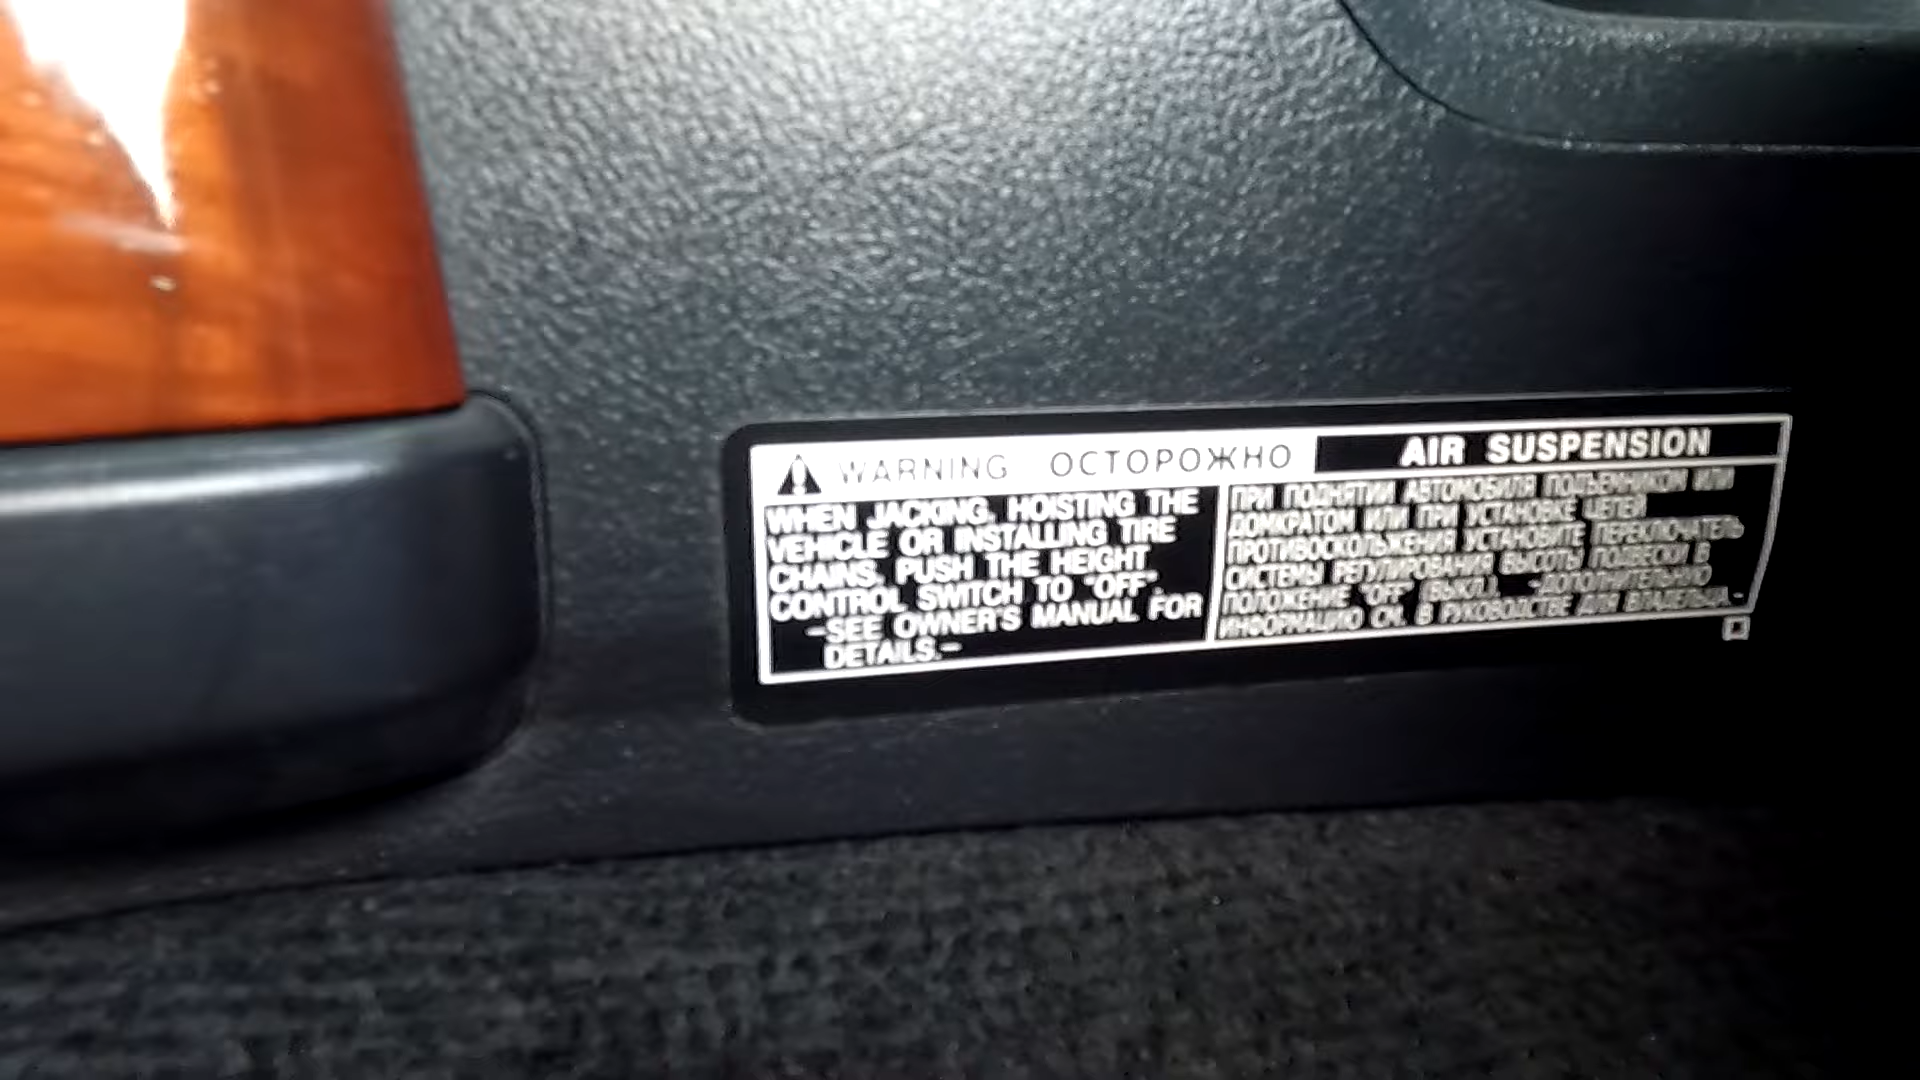 WARNING ОСТОРОЖНО
AIR SUSPENSION
WHEN JACKING, HOISTING THE
VEHICLE OR INSTALLING TIRE
CHAINS, PUSH THE HEIGHT
CONTROL SWITCH TO "OFF".
-SEE OWNER'S MANUAL FOR
DETAILS.-
ПРИ ПОДНЯТИИ АВТОМОБИЛЯ ПОДЪЕМНИКОМ ИЛИ
ДОМКРАТОМ ИЛИ ПРИ УСТАНОВКЕ ЦЕПЕЙ
ПРОТИВОСКОЛЬЖЕНИЯ УСТАНОВИТЕ ПЕРЕКЛЮЧАТЕЛЬ
СИСТЕМЫ РЕГУЛИРОВАНИЯ ВЫСОТЫ ПОДВЕСКИ В
ПОЛОЖЕНИЕ "OFF" (ВЫКЛ.). -ДОПОЛНИТЕЛЬНУЮ
ИНФОРМАЦИЮ СМ. В РУКОВОДСТВЕ ДЛЯ ВЛАДЕЛЬЦА.-